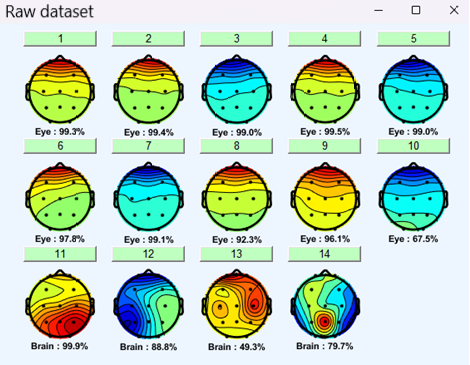 Raw dataset
1 2 3 4 5
Eye : 99.3% Eye : 99.4% Eye : 99.0% Eye : 99.5% Eye : 99.0%
6 7 8 9 10
Eye : 97.8% Eye : 99.1% Eye : 92.3% Eye : 96.1% Eye : 67.5%
11 12 13 14
Brain : 99.9% Brain : 88.8% Brain : 49.3% Brain : 79.7%